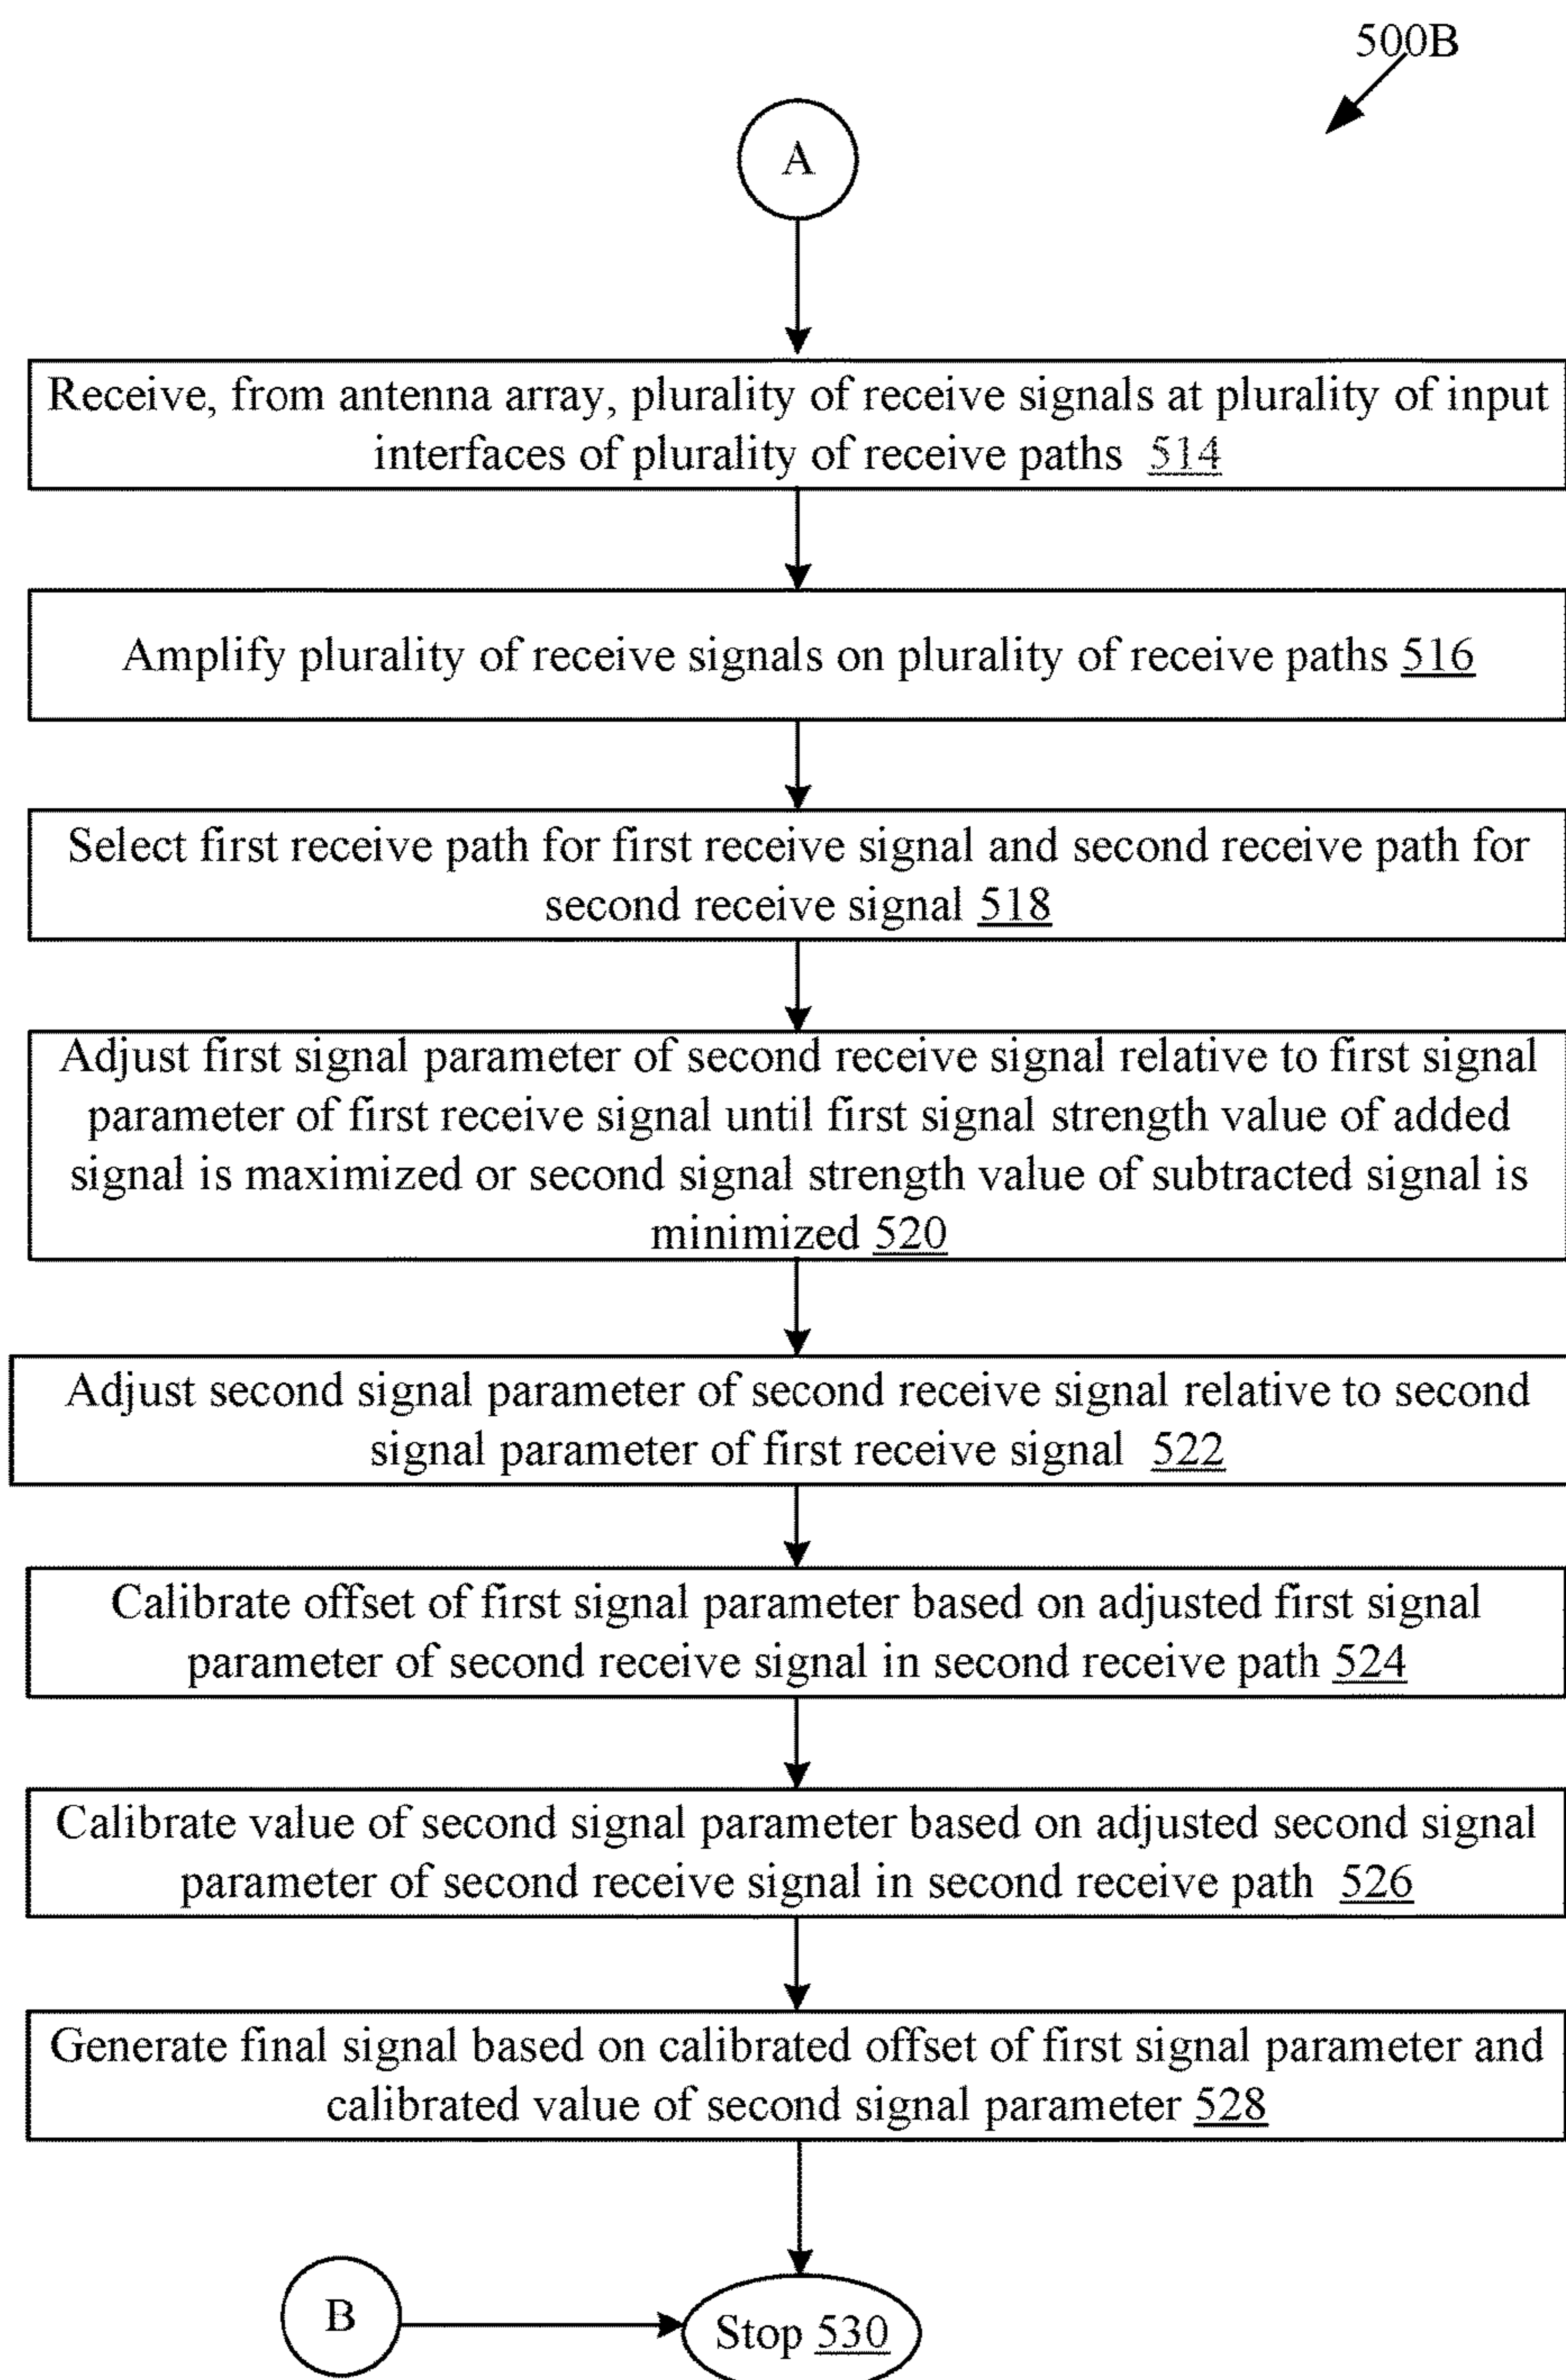 500B
A
Receive, from antenna array, plurality of receive signals at plurality of input
interfaces of plurality of receive paths 514
Amplify plurality of receive signals on plurality of receive paths 516
Select first receive path for first receive signal and second receive path for
second receive signal 518
Adjust first signal parameter of second receive signal relative to first signal
parameter of first receive signal until first signal strength value of added
signal is maximized or second signal strength value of subtracted signal is
minimized 520
Adjust second signal parameter of second receive signal relative to second
signal parameter of first receive signal 522
Calibrate offset of first signal parameter based on adjusted first signal
parameter of second receive signal in second receive path 524
Calibrate value of second signal parameter based on adjusted second signal
parameter of second receive signal in second receive path 526
Generate final signal based on calibrated offset of first signal parameter and
calibrated value of second signal parameter 528
B
Stop 530